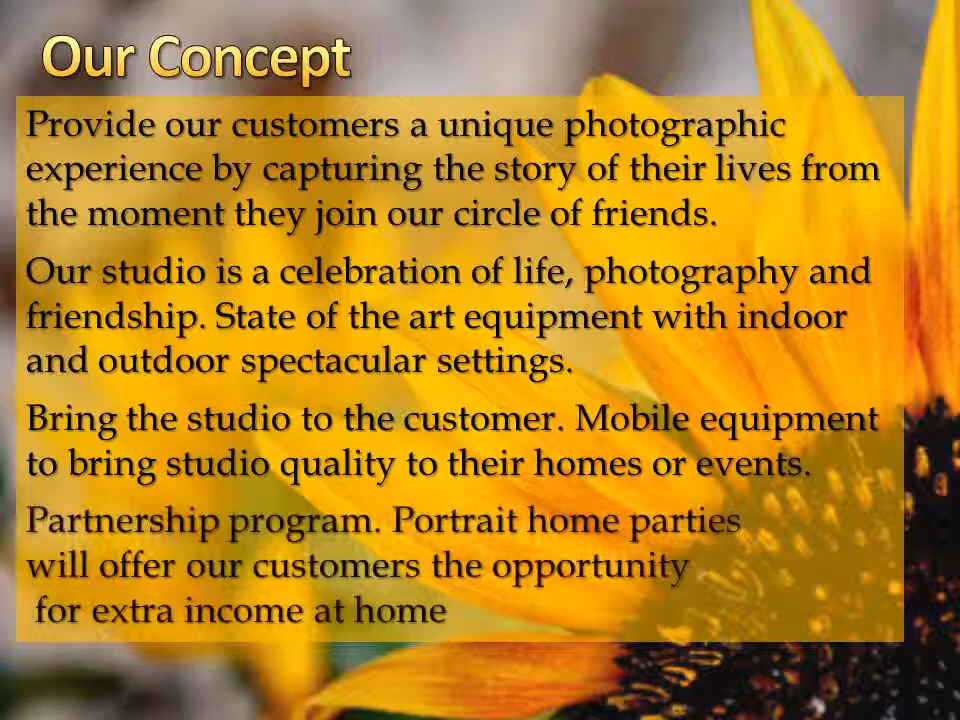 Our Concept
Provide our customers a unique photographic
experience by capturing the story of their lives from
the moment they join our circle of friends.
Our studio is a celebration of life, photography and
friendship. State of the art equipment with indoor
and outdoor spectacular settings.
Bring the studio to the customer. Mobile equipment
to bring studio quality to their homes or events.
Partnership program. Portrait home parties
will offer our customers the opportunity
for extra income at home